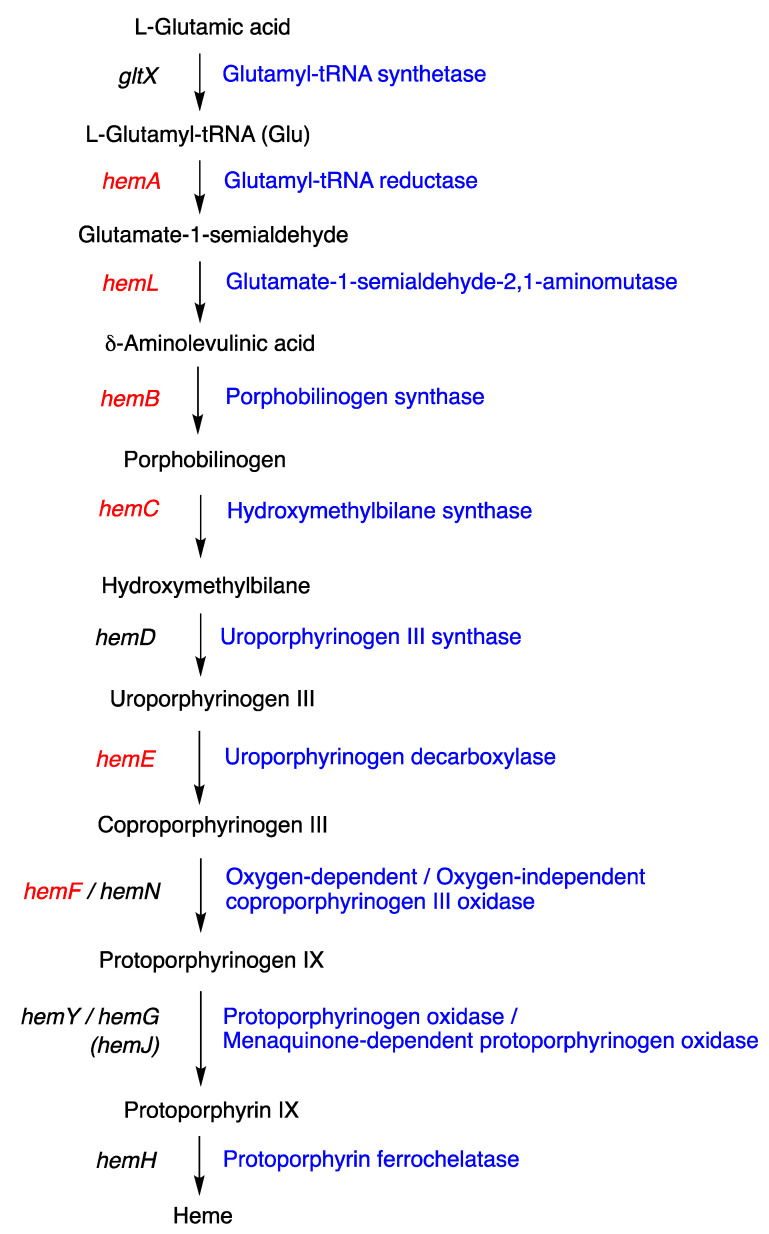 L-Glutamic acid
gltX Glutamyl-tRNA synthetase
L-Glutamyl-tRNA (Glu)
hemA Glutamyl-tRNA reductase
Glutamate-1-semialdehyde
hemL Glutamate-1-semialdehyde-2,1-aminomutase
δ-Aminolevulinic acid
hemB Porphobilinogen synthase
Porphobilinogen
hemC Hydroxymethylbilane synthase
Hydroxymethylbilane
hemD Uroporphyrinogen III synthase
Uroporphyrinogen III
hemE Uroporphyrinogen decarboxylase
Coproporphyrinogen III
hemF / hemN
Oxygen-dependent / Oxygen-independent
coproporphyrinogen III oxidase
Protoporphyrinogen IX
hemY / hemG
(hemJ)
Protoporphyrinogen oxidase /
Menaquinone-dependent protoporphyrinogen oxidase
Protoporphyrin IX
hemH Protoporphyrin ferrochelatase
Heme